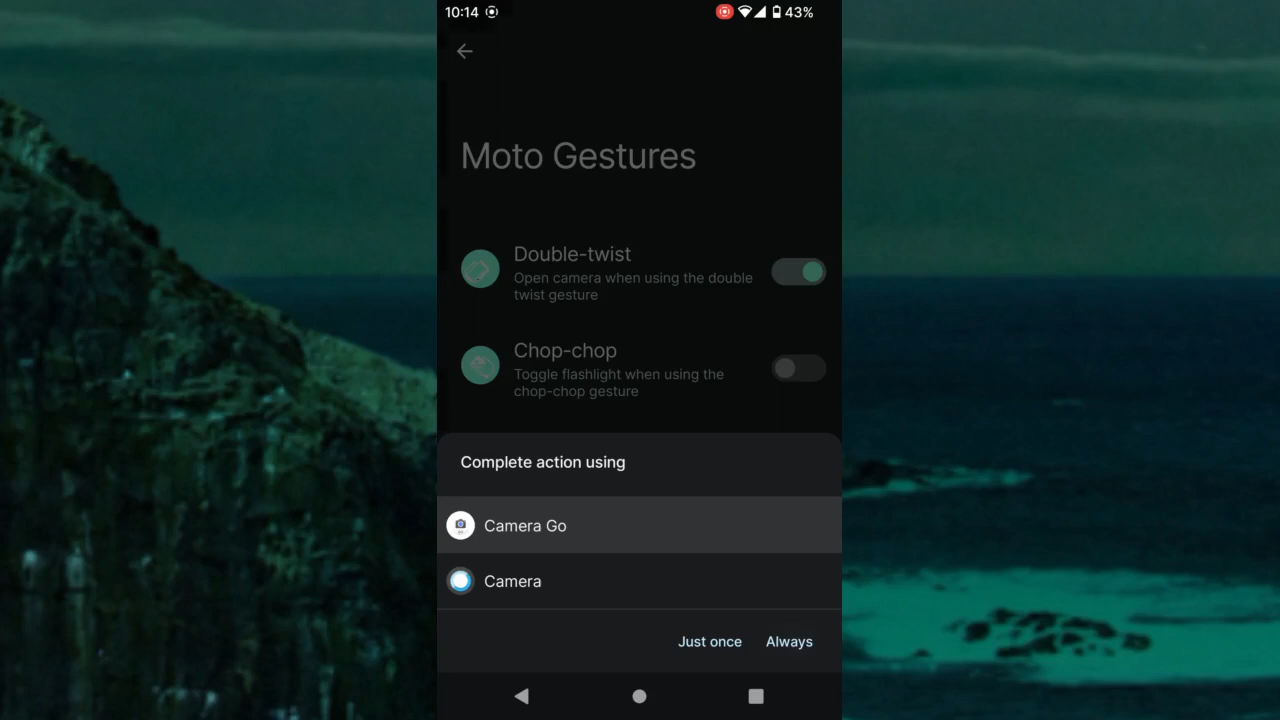 10:14
43%
Moto Gestures
Double-twist
Open camera when using the double
twist gesture
Chop-chop
Toggle flashlight when using the
chop-chop gesture
Complete action using
Camera Go
Camera
Just once Always